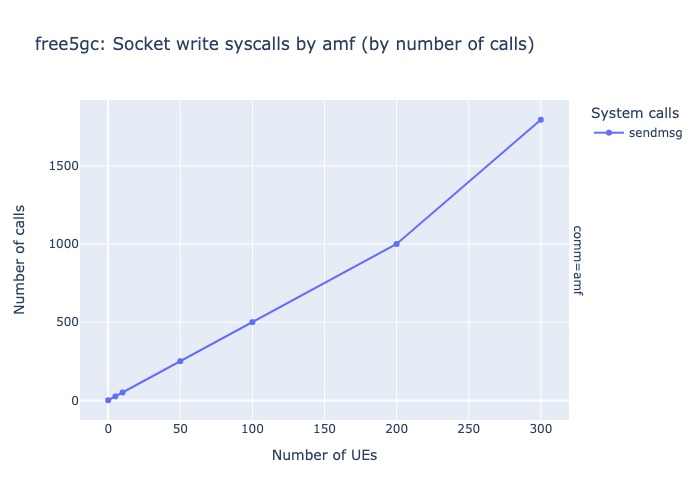 free5gc: Socket write syscalls by amf (by number of calls)
System calls
sendmsg
1500
1000
500
0
Number of calls
comm=amf
0 50 100 150 200 250 300
Number of UEs